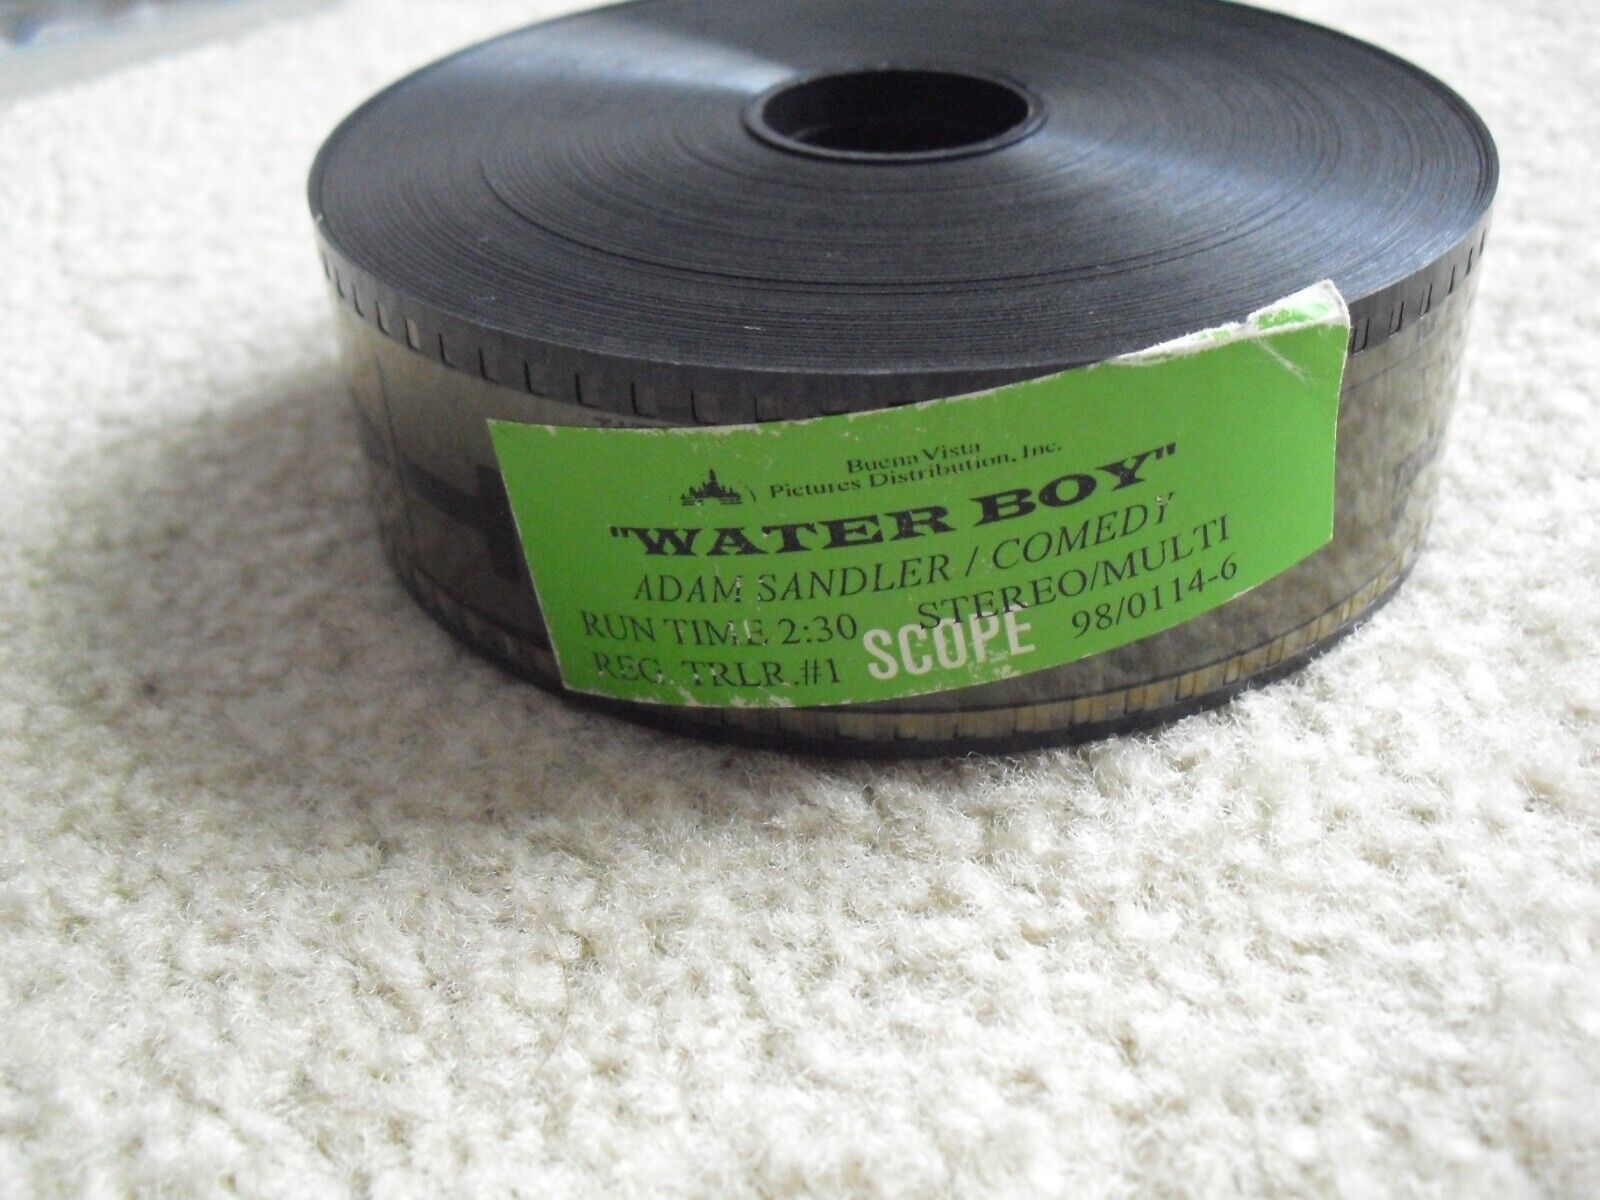 Buena Vista
Pictures Distribution, Inc.
"WATER BOY"
ADAM SANDLER / COMEDY
RUN TIME 2:30 STEREO/MULTI
REG. TRLR.#1 SCOPE 98/0114-6